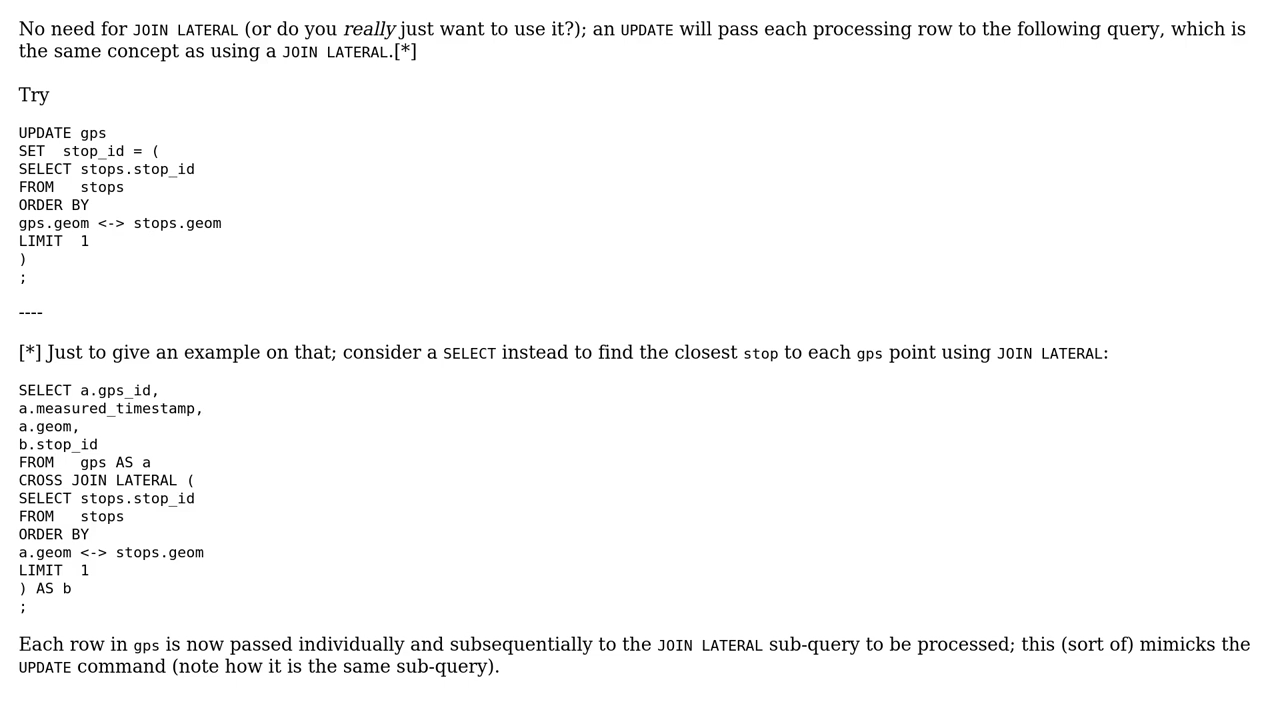 No need for JOIN LATERAL (or do you really just want to use it?); an UPDATE will pass each processing row to the following query, which is
the same concept as using a JOIN LATERAL.[*]
Try
UPDATE gps
SET  stop_id = (
SELECT stops.stop_id
FROM   stops
ORDER BY
gps.geom <-> stops.geom
LIMIT  1
)
;
----
[*] Just to give an example on that; consider a SELECT instead to find the closest stop to each gps point using JOIN LATERAL:
SELECT a.gps_id,
a.measured_timestamp,
a.geom,
b.stop_id
FROM   gps AS a
CROSS JOIN LATERAL (
SELECT stops.stop_id
FROM   stops
ORDER BY
a.geom <-> stops.geom
LIMIT  1
) AS b
;
Each row in gps is now passed individually and subsequentially to the JOIN LATERAL sub-query to be processed; this (sort of) mimicks the
UPDATE command (note how it is the same sub-query).